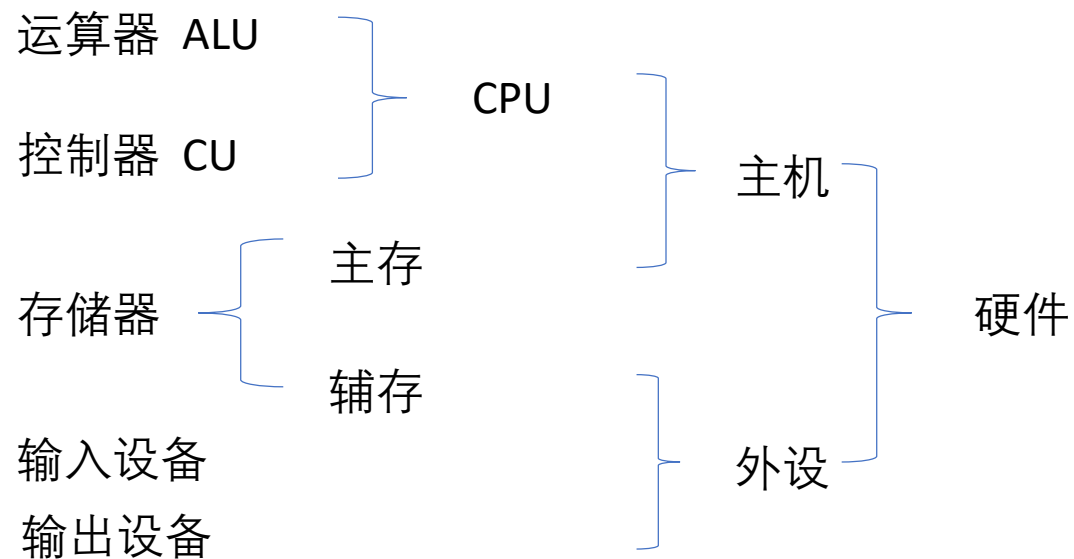 运算器 ALU
CPU
控制器 CU
主机
主存
存储器
硬件
辅存
输入设备
外设
输出设备